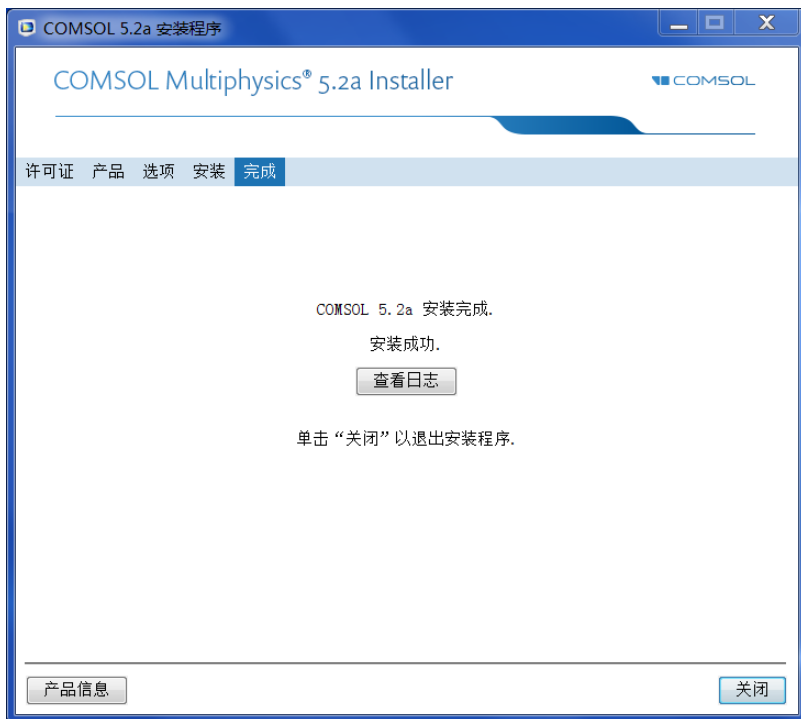 COMSOL 5.2a 安装程序
COMSOL Multiphysics® 5.2a Installer
COMSOL
许可证 产品 选项 安装 完成
COMSOL 5.2a 安装完成.
安装成功.
查看日志
单击“关闭”以退出安装程序.
产品信息
关闭